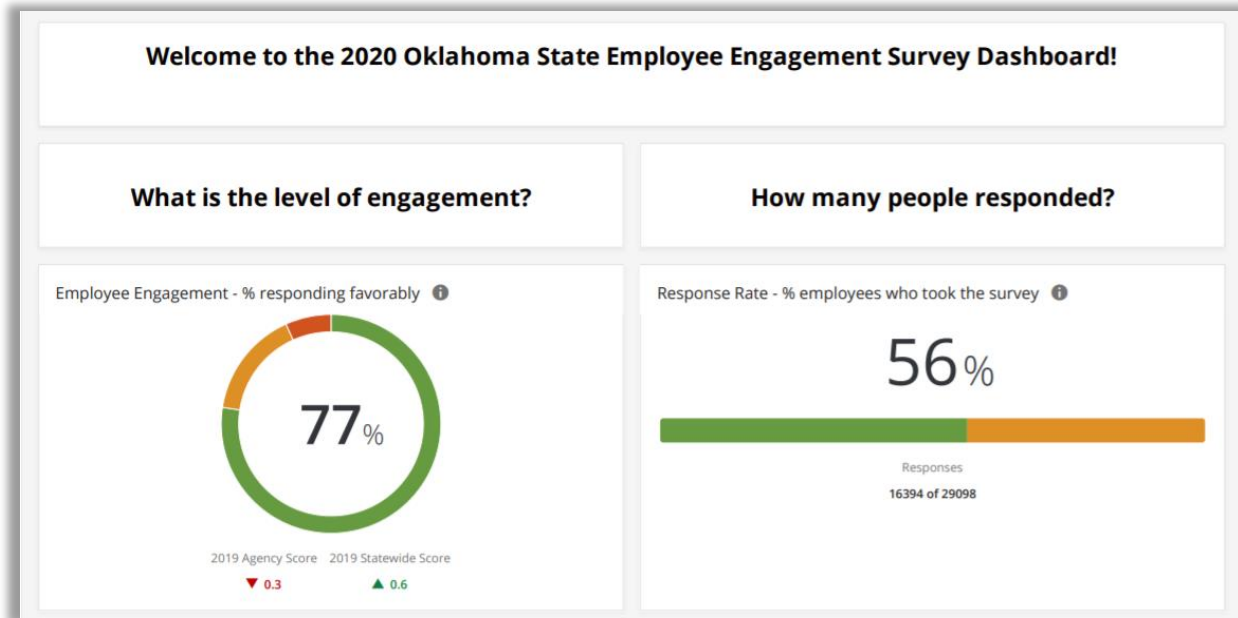 Welcome to the 2020 Oklahoma State Employee Engagement Survey Dashboard!
What is the level of engagement?
How many people responded?
Employee Engagement - % responding favorably
77%
2019 Agency Score 2019 Statewide Score
▼ 0.3 ▲ 0.6
Response Rate - % employees who took the survey
56%
Responses
16394 of 29098